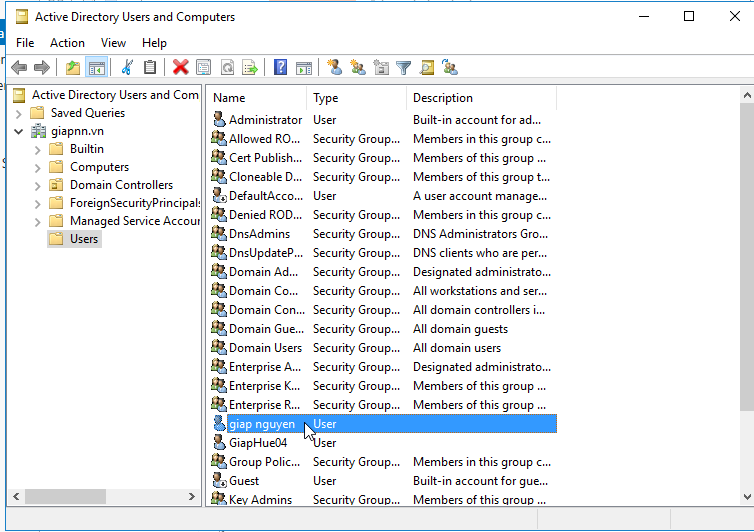 Active Directory Users and Computers
File Action View Help
Active Directory Users and Com
Saved Queries
giapnn.vn
Builtin
Computers
Domain Controllers
ForeignSecurityPrincipals
Managed Service Accour
Users
Name Type Description
Administrator User Built-in account for ad...
Allowed RO... Security Group... Members in this group c...
Cert Publish... Security Group... Members of this group ...
Cloneable D... Security Group... Members of this group t...
DefaultAcco... User A user account manage...
Denied ROD... Security Group... Members in this group c...
DnsAdmins Security Group... DNS Administrators Gro...
DnsUpdateP... Security Group... DNS clients who are per...
Domain Ad... Security Group... Designated administrato...
Domain Co... Security Group... All workstations and ser...
Domain Con... Security Group... All domain controllers i...
Domain Gue... Security Group... All domain guests
Domain Users Security Group... All domain users
Enterprise A... Security Group... Designated administrato...
Enterprise K... Security Group... Members of this group ...
Enterprise R... Security Group... Members of this group ...
giap nguyen User
GiapHue04 User
Group Polic... Security Group... Members in this group c...
Guest User Built-in account for gue...
Key Admins Security Group... Members of this group ...